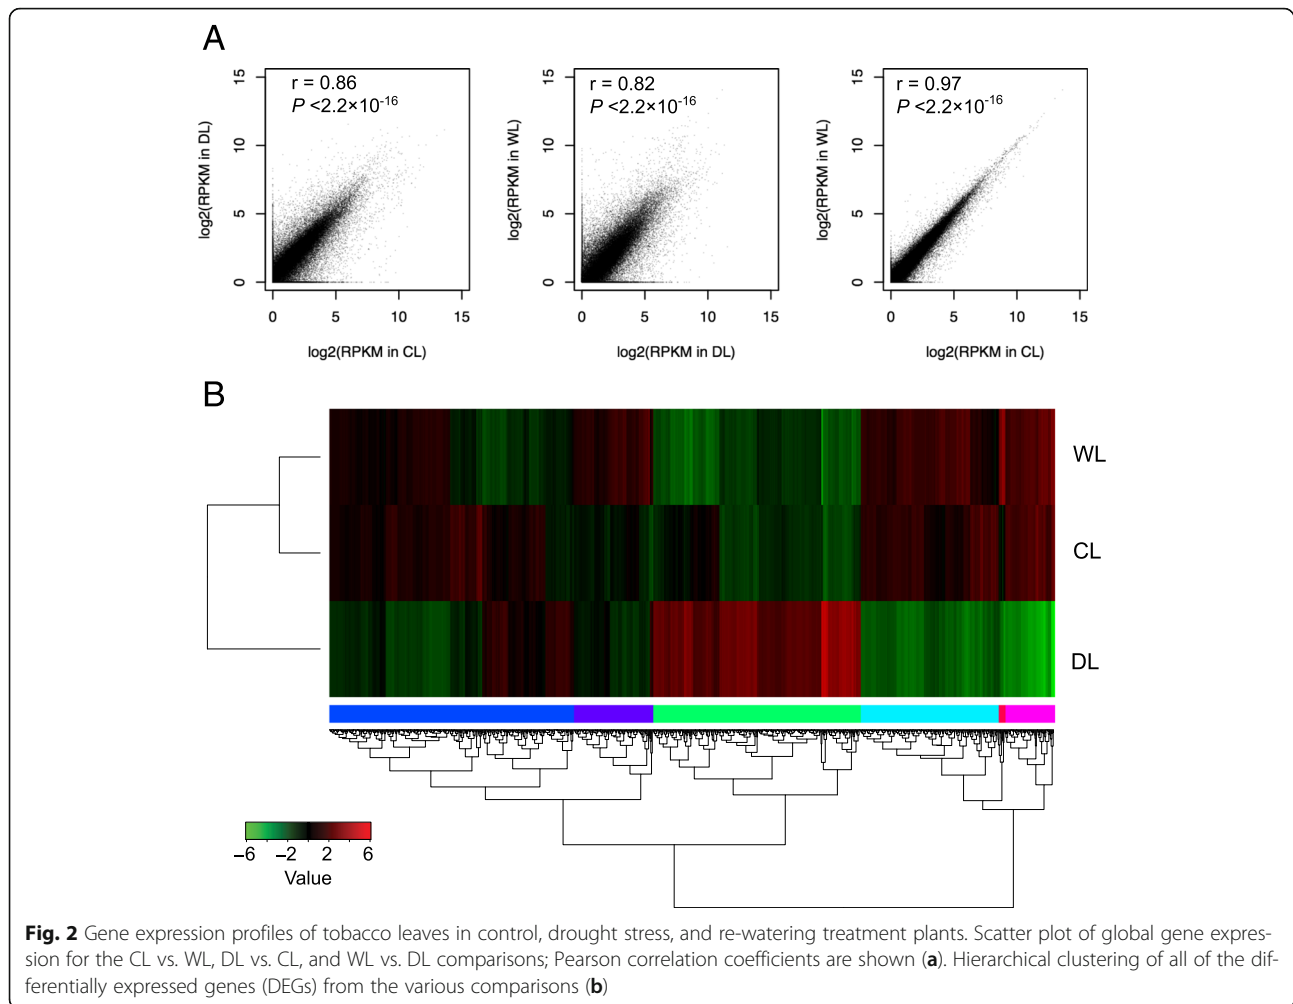 A
r = 0.86
P <2.2×10-16
15
10
5
0
log2(RPKM in DL)
0 5 10 15
log2(RPKM in CL)
r = 0.82
P <2.2×10-16
15
10
5
0
log2(RPKM in WL)
0 5 10 15
log2(RPKM in DL)
r = 0.97
P <2.2×10-16
15
10
5
0
log2(RPKM in WL)
0 5 10 15
log2(RPKM in CL)
B
WL
CL
DL
−6 −2 2 6
Value
Fig. 2 Gene expression profiles of tobacco leaves in control, drought stress, and re-watering treatment plants. Scatter plot of global gene expres-
sion for the CL vs. WL, DL vs. CL, and WL vs. DL comparisons; Pearson correlation coefficients are shown (a). Hierarchical clustering of all of the dif-
ferentially expressed genes (DEGs) from the various comparisons (b)